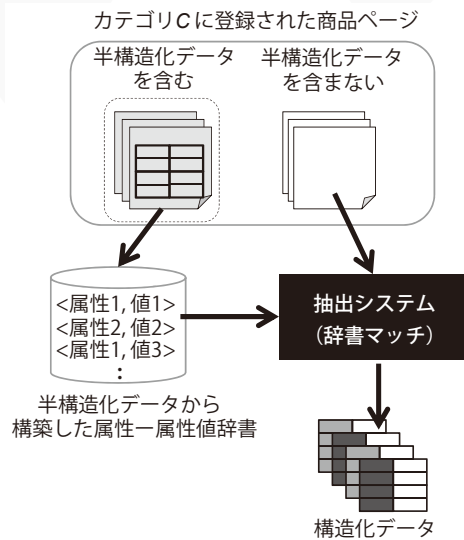 カテゴリCに登録された商品ページ
半構造化データ
を含む
半構造化データ
を含まない
<属性1, 値1>
<属性2, 値2>
<属性1, 値3>
:
半構造化データから
構築した属性ー属性値辞書
抽出システム
（辞書マッチ）
構造化データ